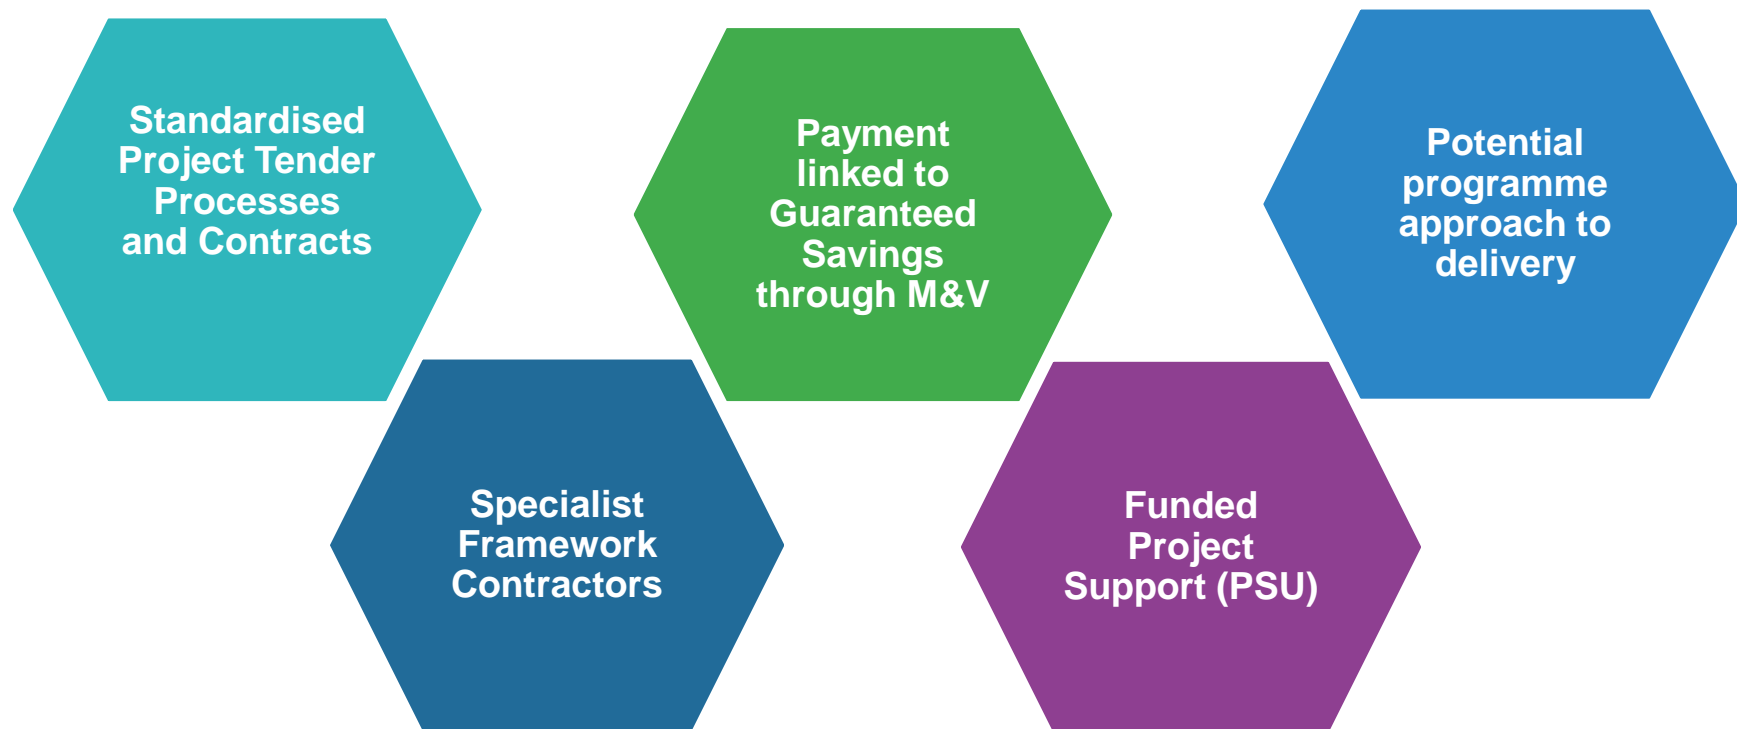 Standardised
Project Tender
Processes
and Contracts
Payment
linked to
Guaranteed
Savings
through M&V
Potential
programme
approach to
delivery
Specialist
Framework
Contractors
Funded
Project
Support (PSU)